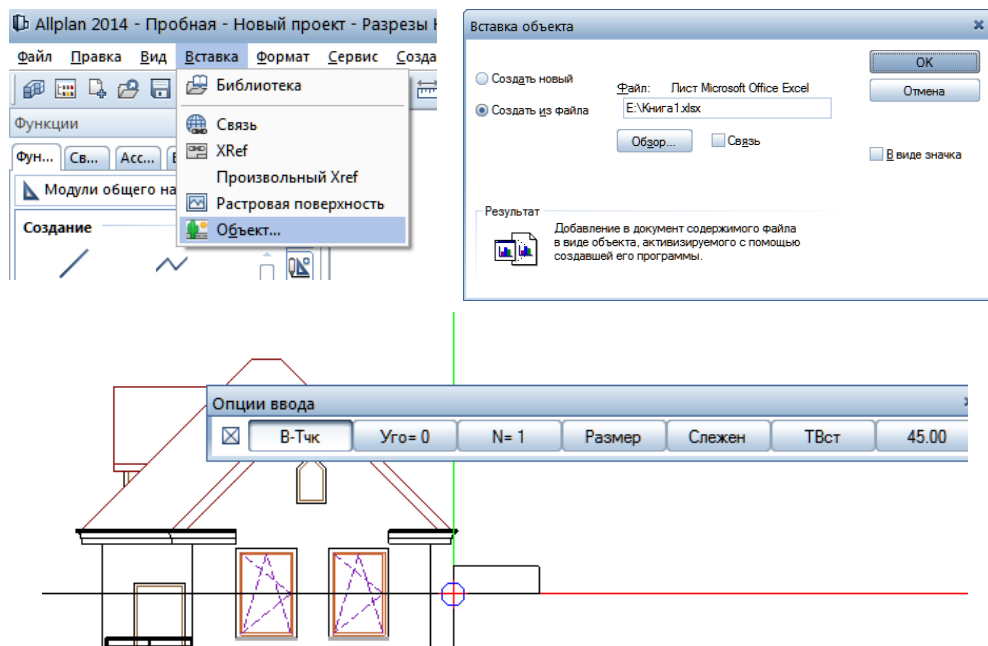 Allplan 2014 - Пробная - Новый проект - Разрезы
Файл Правка Вид Вставка Формат Сервис Созда
Библиотека
Функции
Связь
Фун... Св... Асс...
XRef
Произвольный Xref
Модули общего на
Растровая поверхность
Создание
Объект...
Вставка объекта
OK
Отмена
Создать новый
Создать из файла
Файл: Лист Microsoft Office Excel
E:\Книга1.xlsx
Обзор... Связь
В виде значка
Результат
Добавление в документ содержимого файла
в виде объекта, активизируемого с помощью
создавшей его программы.
Опции ввода
В-Тчк Уго= 0 N= 1 Размер Слежен ТВст 45.00